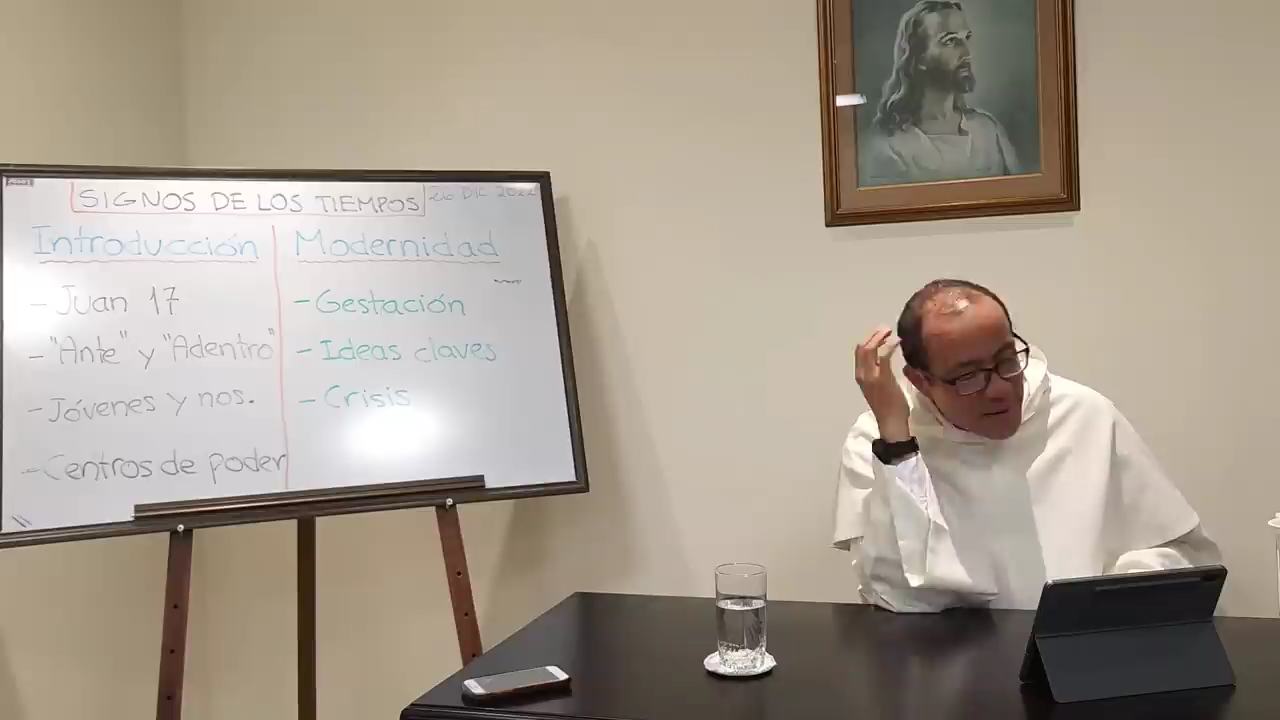 SIGNOS DE LOS TIEMPOS 26 DIC 2022
Introducción
- Juan 17
- "Ante" y "Adentro"
- Jóvenes y nos.
- Centros de poder
Modernidad
- Gestación
- Ideas claves
- Crisis